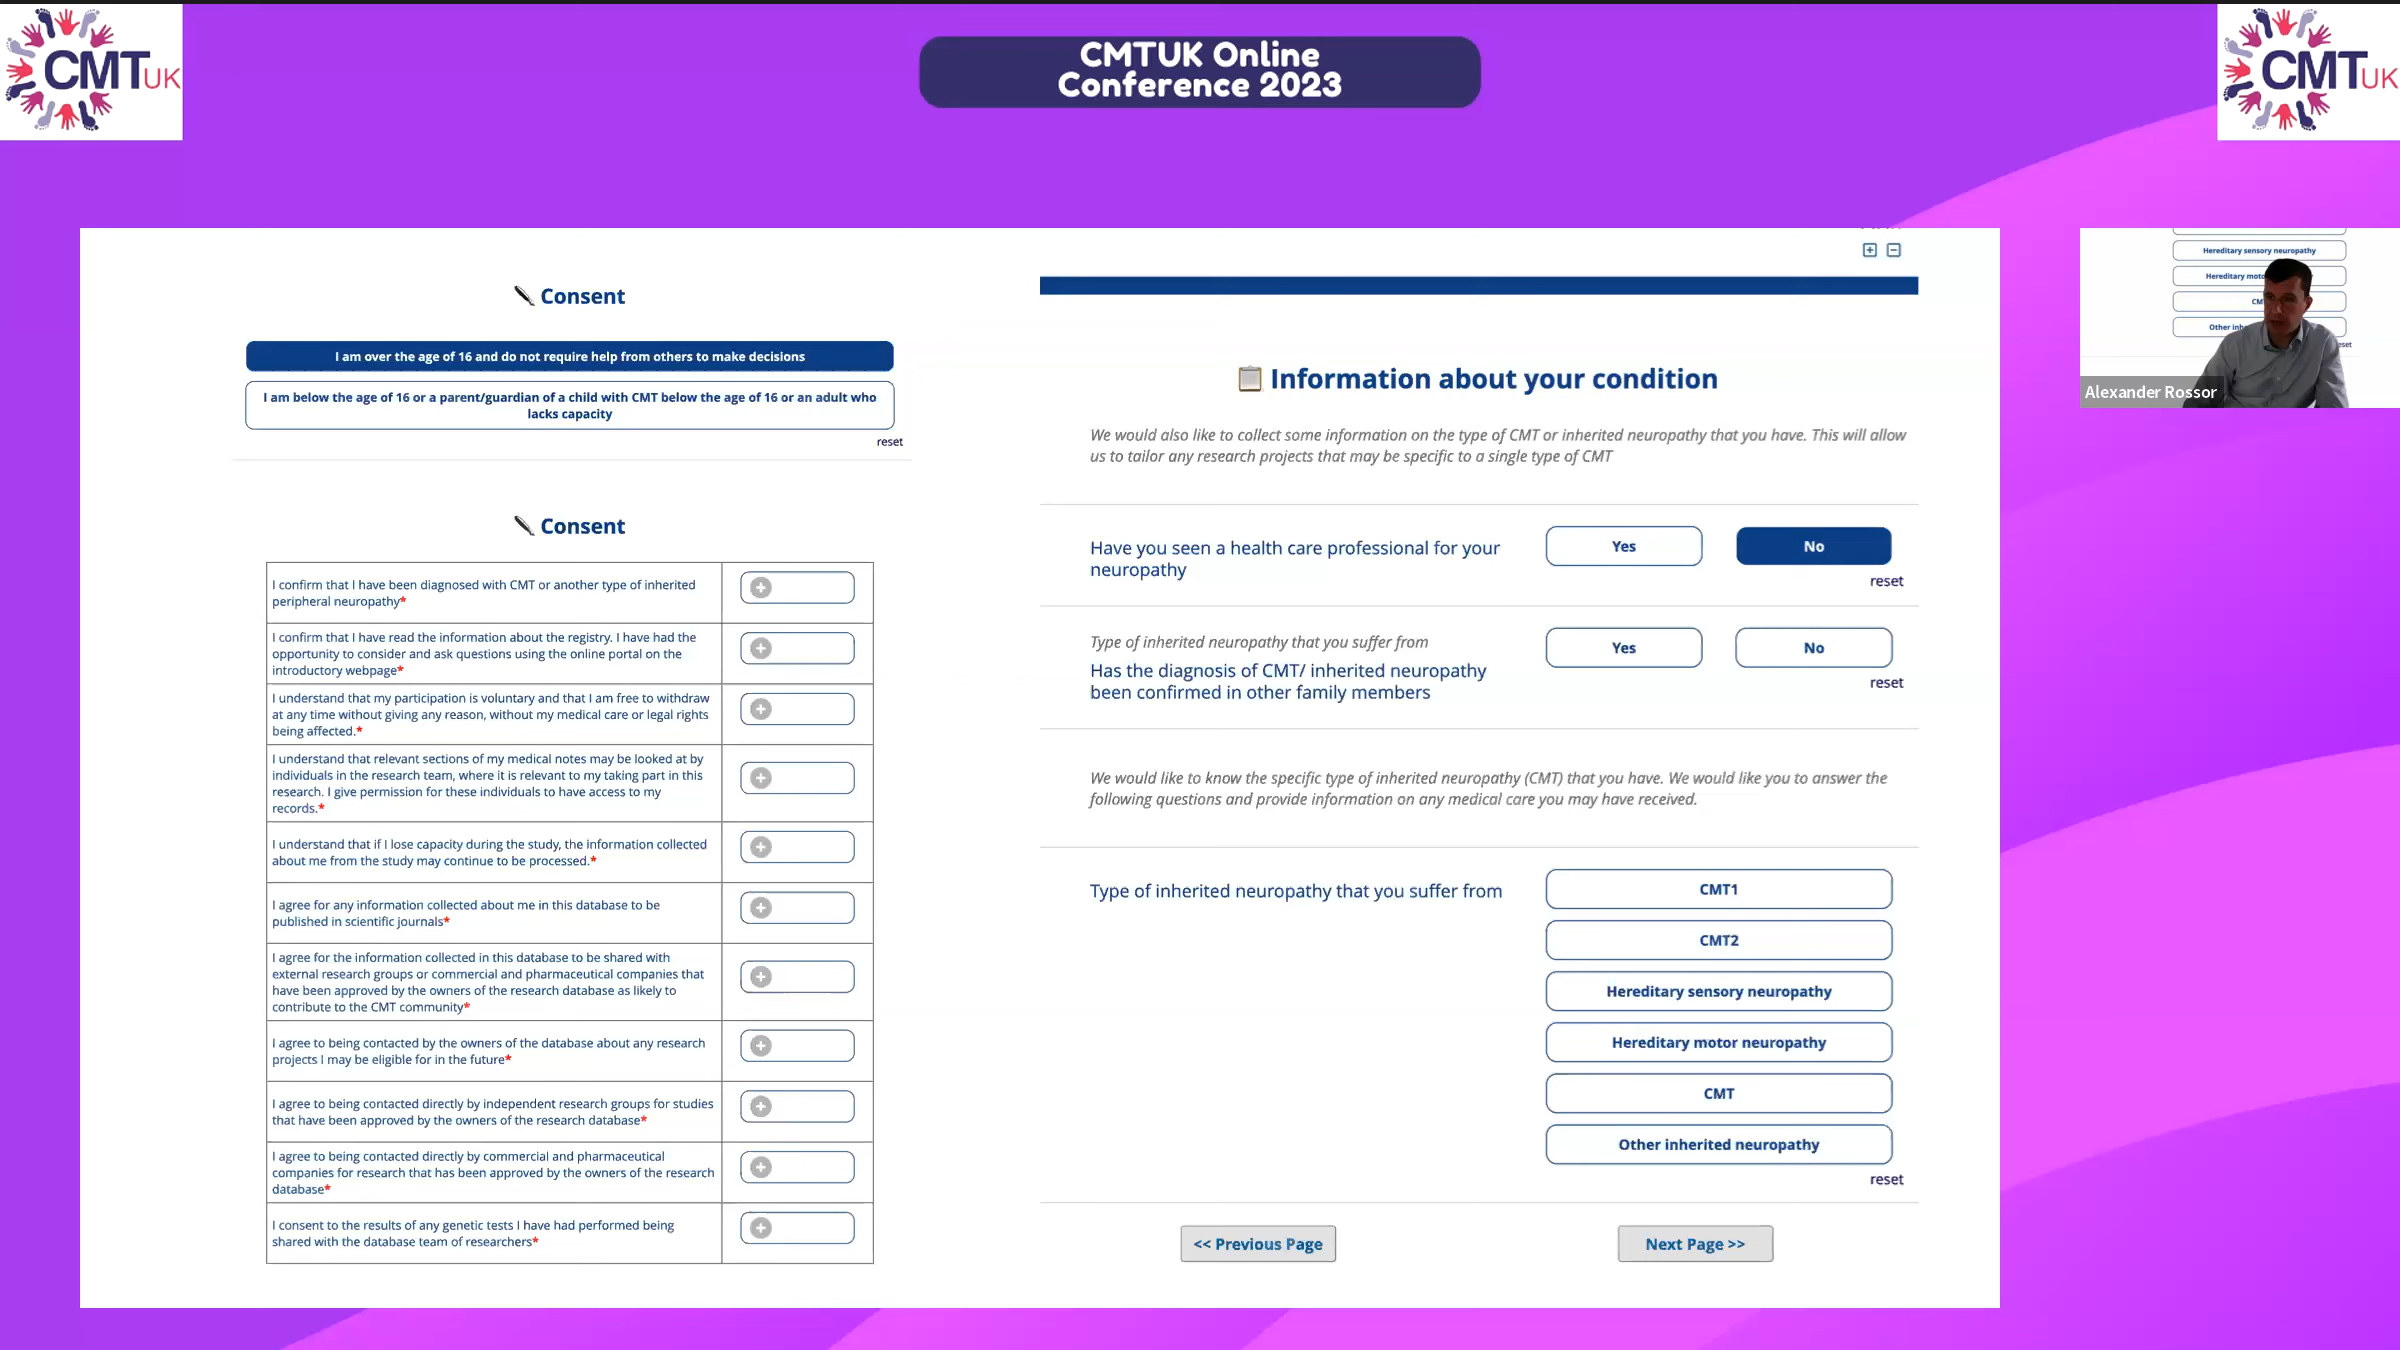 CMTUK
CMTUK Online
Conference 2023
CMTUK
Consent
I am over the age of 16 and do not require help from others to make decisions
I am below the age of 16 or a parent/guardian of a child with CMT below the age of 16 or an adult who
lacks capacity
reset
Consent
I confirm that I have been diagnosed with CMT or another type of inherited
peripheral neuropathy*
I confirm that I have read the information about the registry. I have had the
opportunity to consider and ask questions using the online portal on the
introductory webpage*
I understand that my participation is voluntary and that I am free to withdraw
at any time without giving any reason, without my medical care or legal rights
being affected.*
I understand that relevant sections of my medical notes may be looked at by
individuals in the research team, where it is relevant to my taking part in this
research. I give permission for these individuals to have access to my
records.*
I understand that if I lose capacity during the study, the information collected
about me from the study may continue to be processed.*
I agree for any information collected about me in this database to be
published in scientific journals*
I agree for the information collected in this database to be shared with
external research groups or commercial and pharmaceutical companies that
have been approved by the owners of the research database as likely to
contribute to the CMT community*
I agree to being contacted by the owners of the database about any research
projects I may be eligible for in the future*
I agree to being contacted directly by independent research groups for studies
that have been approved by the owners of the research database*
I agree to being contacted directly by commercial and pharmaceutical
companies for research that has been approved by the owners of the research
database*
I consent to the results of any genetic tests I have had performed being
shared with the database team of researchers*
Information about your condition
We would also like to collect some information on the type of CMT or inherited neuropathy that you have. This will allow
us to tailor any research projects that may be specific to a single type of CMT
Have you seen a health care professional for your
neuropathy
Yes
No
reset
Type of inherited neuropathy that you suffer from
Has the diagnosis of CMT/ inherited neuropathy
been confirmed in other family members
Yes
No
reset
We would like to know the specific type of inherited neuropathy (CMT) that you have. We would like you to answer the
following questions and provide information on any medical care you may have received.
Type of inherited neuropathy that you suffer from
CMT1
CMT2
Hereditary sensory neuropathy
Hereditary motor neuropathy
CMT
Other inherited neuropathy
reset
<< Previous Page
Next Page >>
Hereditary sensory neuropathy
Hereditary
Other
Alexander Rossor